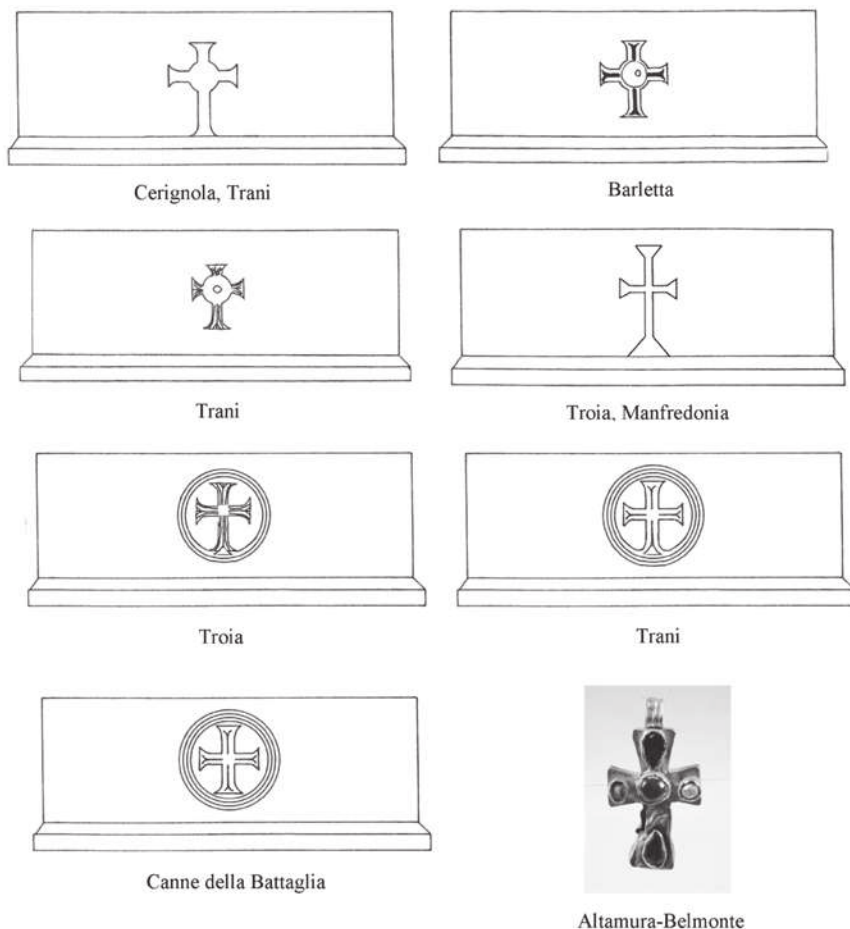 Cerignola, Trani
Barletta
Trani
Troia, Manfredonia
Troia
Trani
Canne della Battaglia
Altamura-Belmonte